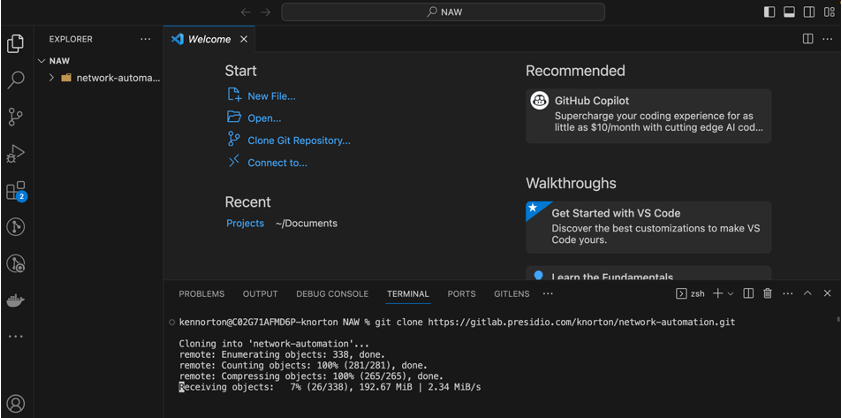 NAW
EXPLORER
Welcome
NAW
network-automa...
Start
New File...
Open...
Clone Git Repository...
Connect to...
Recent
Projects ~/Documents
Recommended
GitHub Copilot
Supercharge your coding experience for as
little as $10/month with cutting edge AI cod...
Walkthroughs
Get Started with VS Code
Discover the best customizations to make VS
Code yours.
Learn the Fundamentals
2
PROBLEMS OUTPUT DEBUG CONSOLE TERMINAL PORTS GITLENS ... zsh
kennorton@C02G71AFMD6P-knorton NAW % git clone https://gitlab.presidio.com/knorton/network-automation.git
Cloning into 'network-automation'...
remote: Enumerating objects: 338, done.
remote: Counting objects: 100% (281/281), done.
remote: Compressing objects: 100% (265/265), done.
Receiving objects: 7% (26/338), 192.67 MiB | 2.34 MiB/s